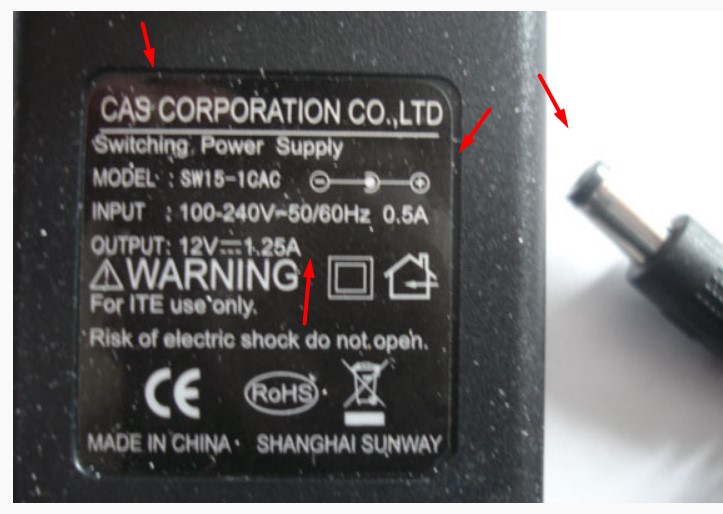 CAS CORPORATION CO.,LTD
Switching Power Supply
MODEL : SW15-1CAC
INPUT : 100-240V~50/60Hz 0.5A
OUTPUT: 12V⎓1.25A
WARNING
For ITE use only.
Risk of electric shock do not open.
CE
RoHS
MADE IN CHINA SHANGHAI SUNWAY